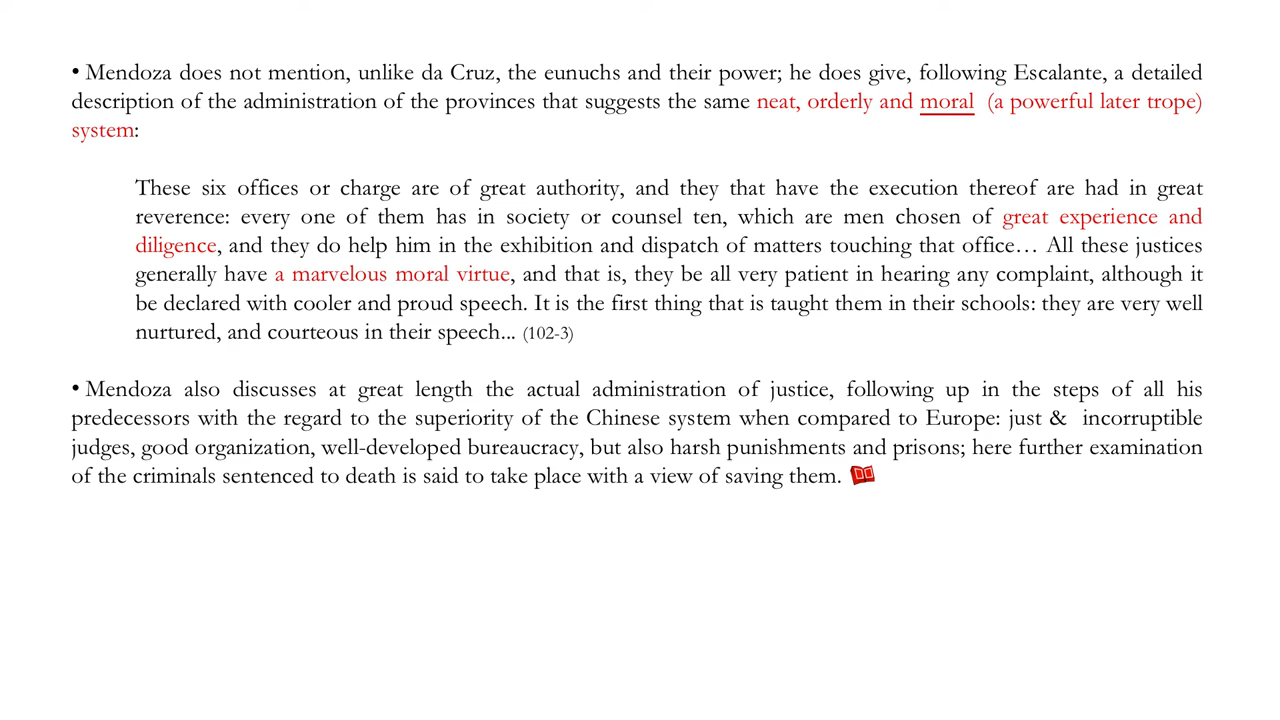 • Mendoza does not mention, unlike da Cruz, the eunuchs and their power; he does give, following Escalante, a detailed
description of the administration of the provinces that suggests the same neat, orderly and moral (a powerful later trope)
system:
These six offices or charge are of great authority, and they that have the execution thereof are had in great
reverence: every one of them has in society or counsel ten, which are men chosen of great experience and
diligence, and they do help him in the exhibition and dispatch of matters touching that office… All these justices
generally have a marvelous moral virtue, and that is, they be all very patient in hearing any complaint, although it
be declared with cooler and proud speech. It is the first thing that is taught them in their schools: they are very well
nurtured, and courteous in their speech... (102-3)
• Mendoza also discusses at great length the actual administration of justice, following up in the steps of all his
predecessors with the regard to the superiority of the Chinese system when compared to Europe: just & incorruptible
judges, good organization, well-developed bureaucracy, but also harsh punishments and prisons; here further examination
of the criminals sentenced to death is said to take place with a view of saving them.